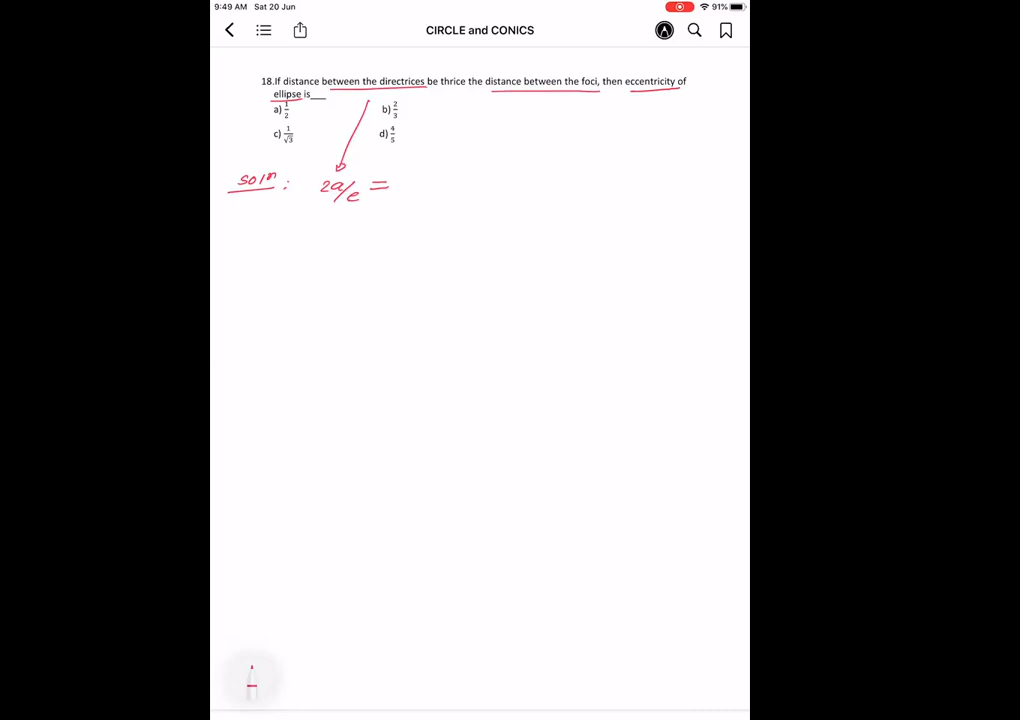 9:49 AM Sat 20 Jun 91%
CIRCLE and CONICS
18.If distance between the directrices be thrice the distance between the foci, then eccentricity of
ellipse is___
a) 1/2 b) 2/3
c) 1/√3 d) 4/5
soln : 2a/e =